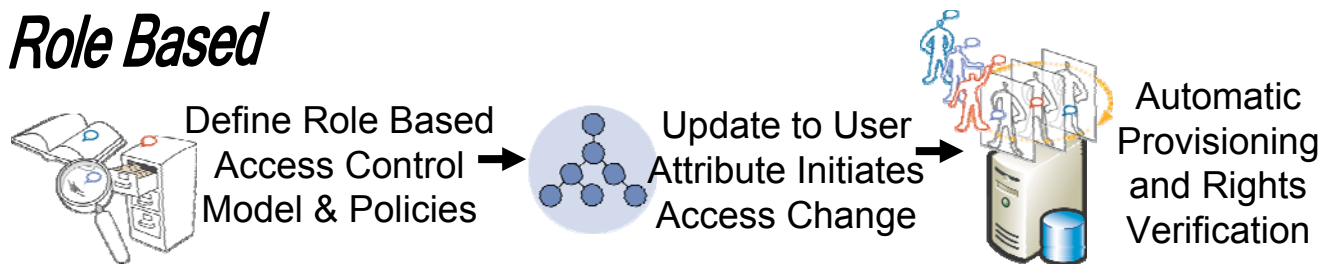 Role Based
Define Role Based
Access Control
Model & Policies
Update to User
Attribute Initiates
Access Change
Automatic
Provisioning
and Rights
Verification